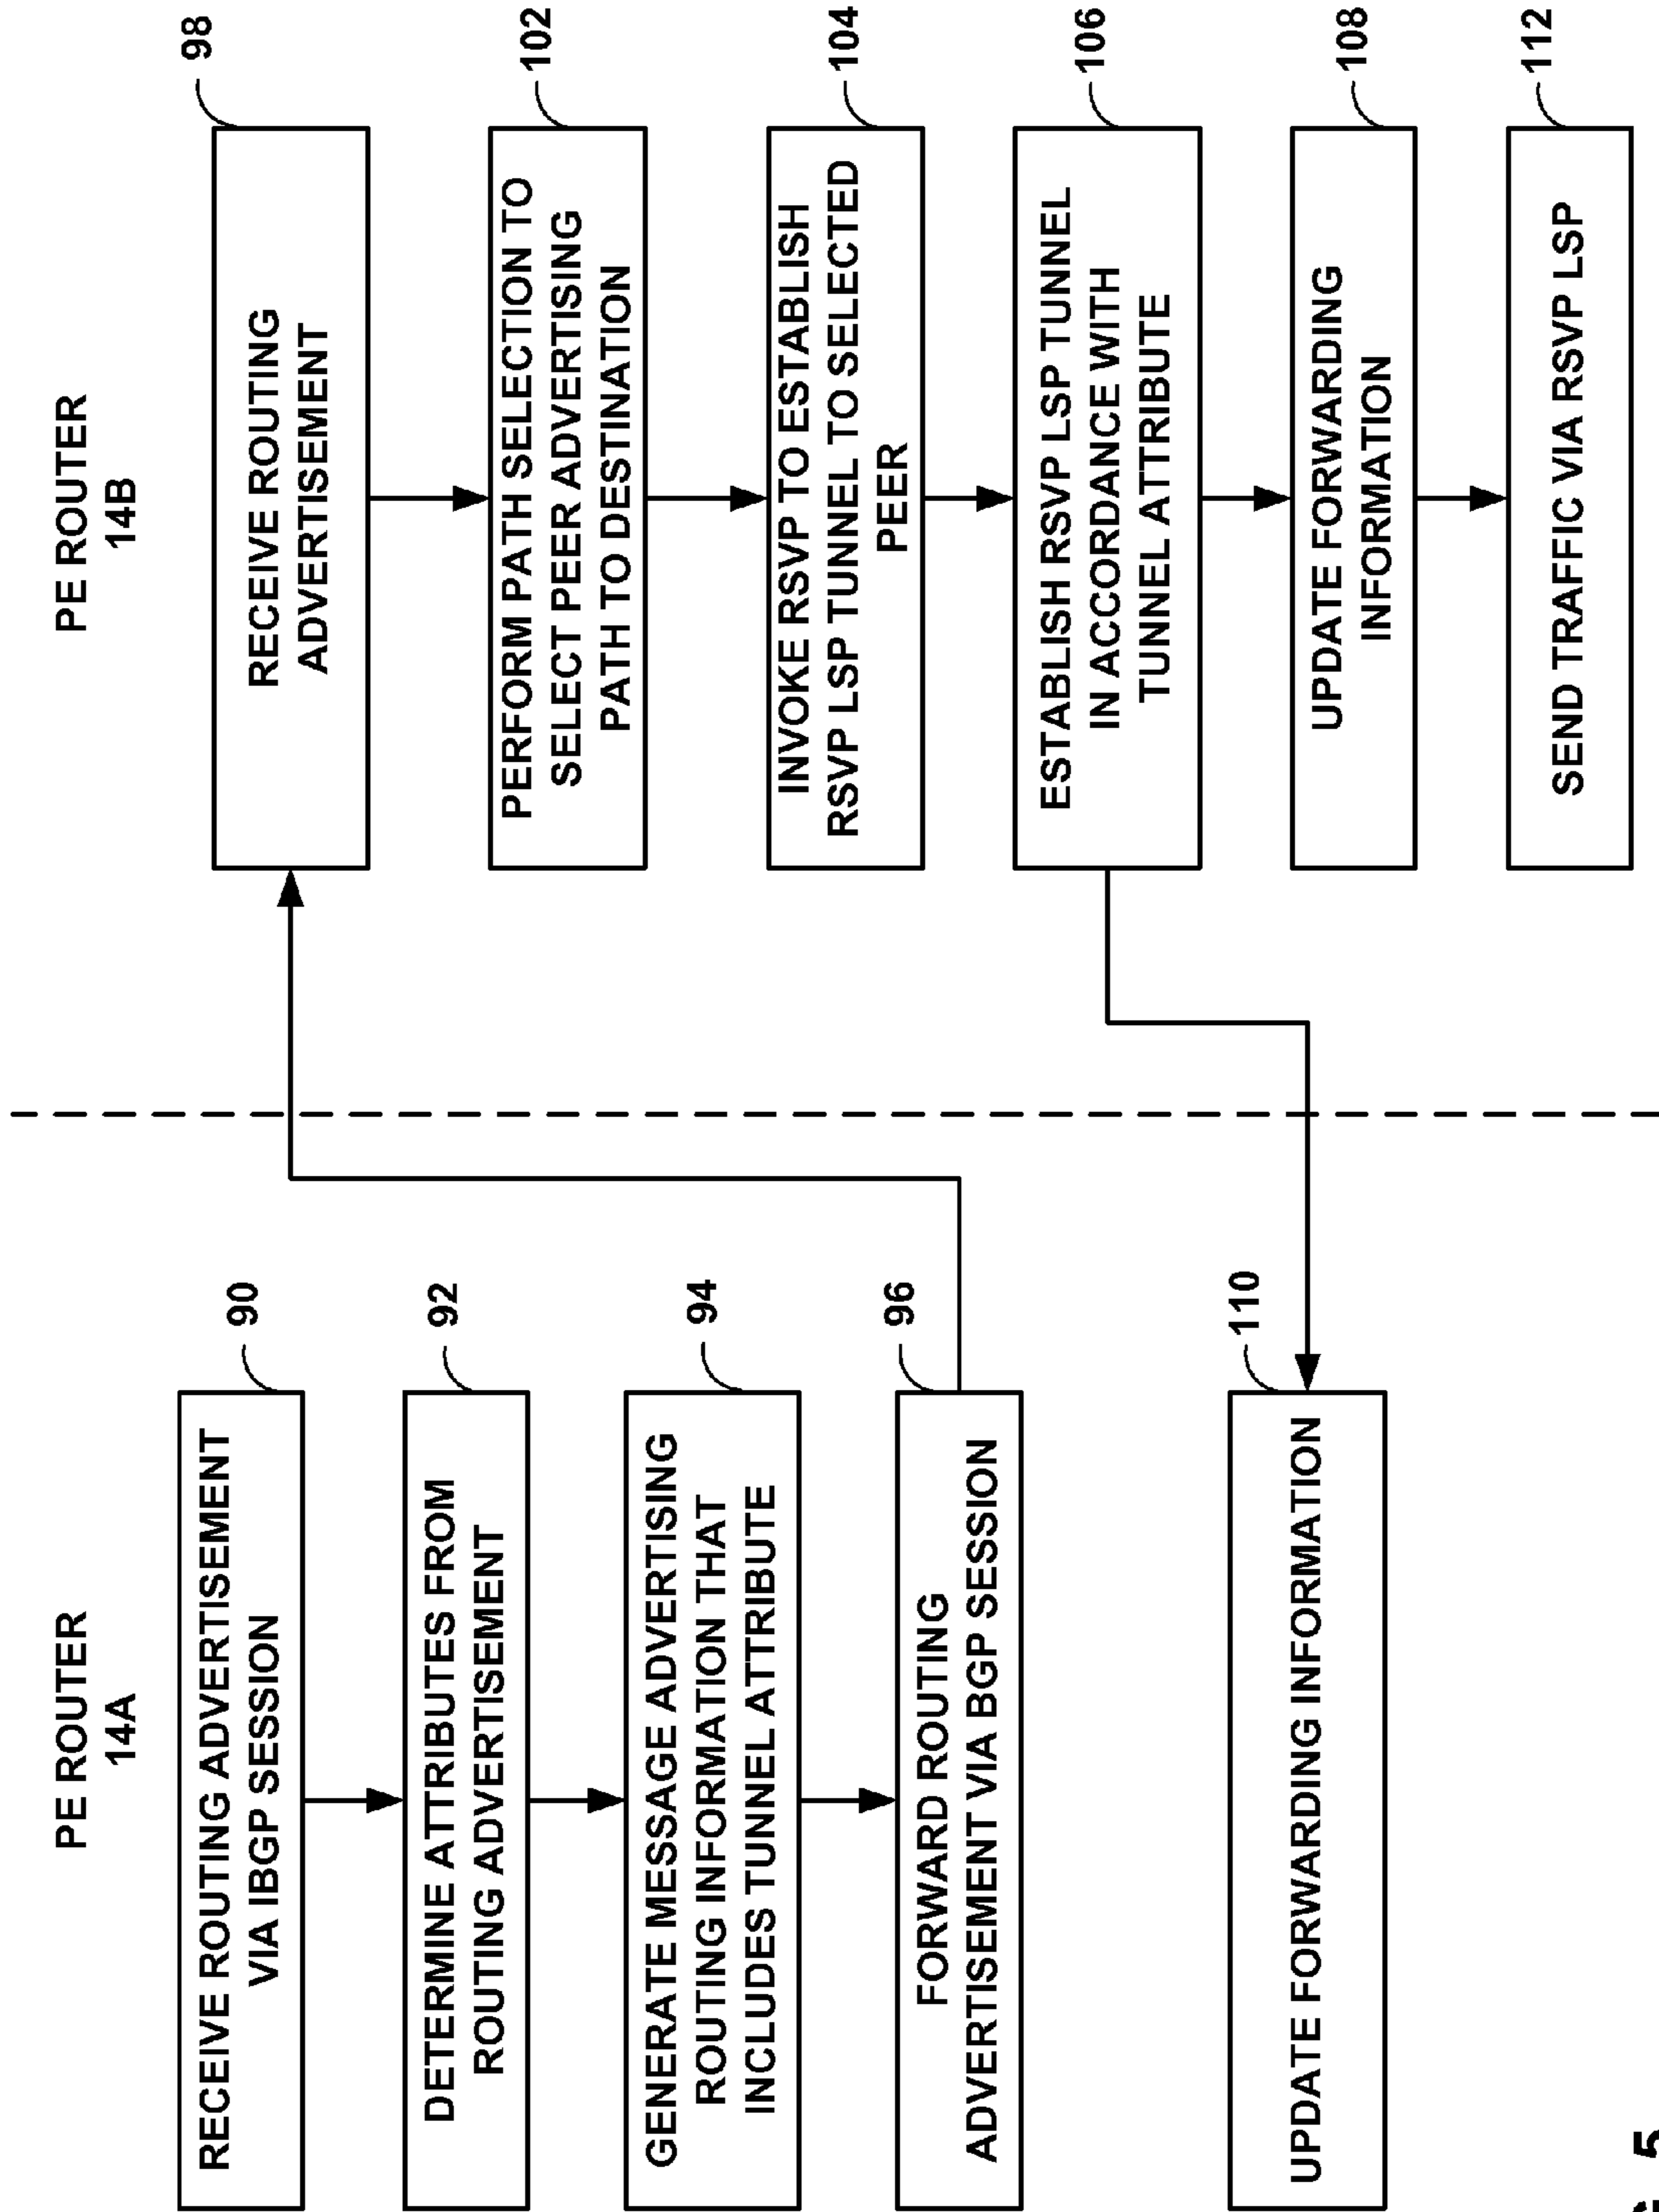 PE ROUTER
14A
RECEIVE ROUTING ADVERTISEMENT
VIA IBGP SESSION
90
DETERMINE ATTRIBUTES FROM
ROUTING ADVERTISEMENT
92
GENERATE MESSAGE ADVERTISING
ROUTING INFORMATION THAT
INCLUDES TUNNEL ATTRIBUTE
94
FORWARD ROUTING
ADVERTISEMENT VIA BGP SESSION
96
UPDATE FORWARDING INFORMATION
110
PE ROUTER
14B
RECEIVE ROUTING
ADVERTISEMENT
98
PERFORM PATH SELECTION TO
SELECT PEER ADVERTISING
PATH TO DESTINATION
102
INVOKE RSVP TO ESTABLISH
RSVP LSP TUNNEL TO SELECTED
PEER
104
ESTABLISH RSVP LSP TUNNEL
IN ACCORDANCE WITH
TUNNEL ATTRIBUTE
106
UPDATE FORWARDING
INFORMATION
108
SEND TRAFFIC VIA RSVP LSP
112